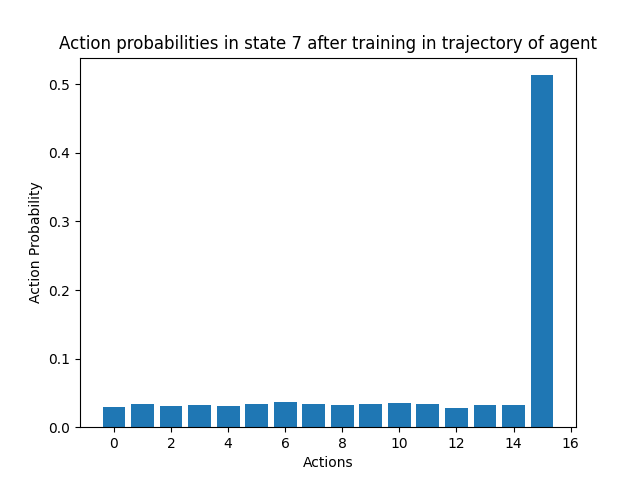 Action probabilities in state 7 after training in trajectory of agent
0.5
0.4
0.3
0.2
0.1
0.0
Action Probability
0 2 4 6 8 10 12 14 16
Actions